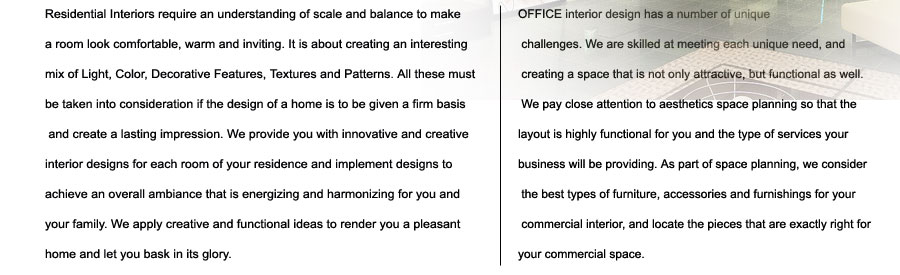 Residential Interiors require an understanding of scale and balance to make
a room look comfortable, warm and inviting. It is about creating an interesting
mix of Light, Color, Decorative Features, Textures and Patterns. All these must
be taken into consideration if the design of a home is to be given a firm basis
and create a lasting impression. We provide you with innovative and creative
interior designs for each room of your residence and implement designs to
achieve an overall ambiance that is energizing and harmonizing for you and
your family. We apply creative and functional ideas to render you a pleasant
home and let you bask in its glory.
OFFICE interior design has a number of unique
challenges. We are skilled at meeting each unique need, and
creating a space that is not only attractive, but functional as well.
We pay close attention to aesthetics space planning so that the
layout is highly functional for you and the type of services your
business will be providing. As part of space planning, we consider
the best types of furniture, accessories and furnishings for your
commercial interior, and locate the pieces that are exactly right for
your commercial space.